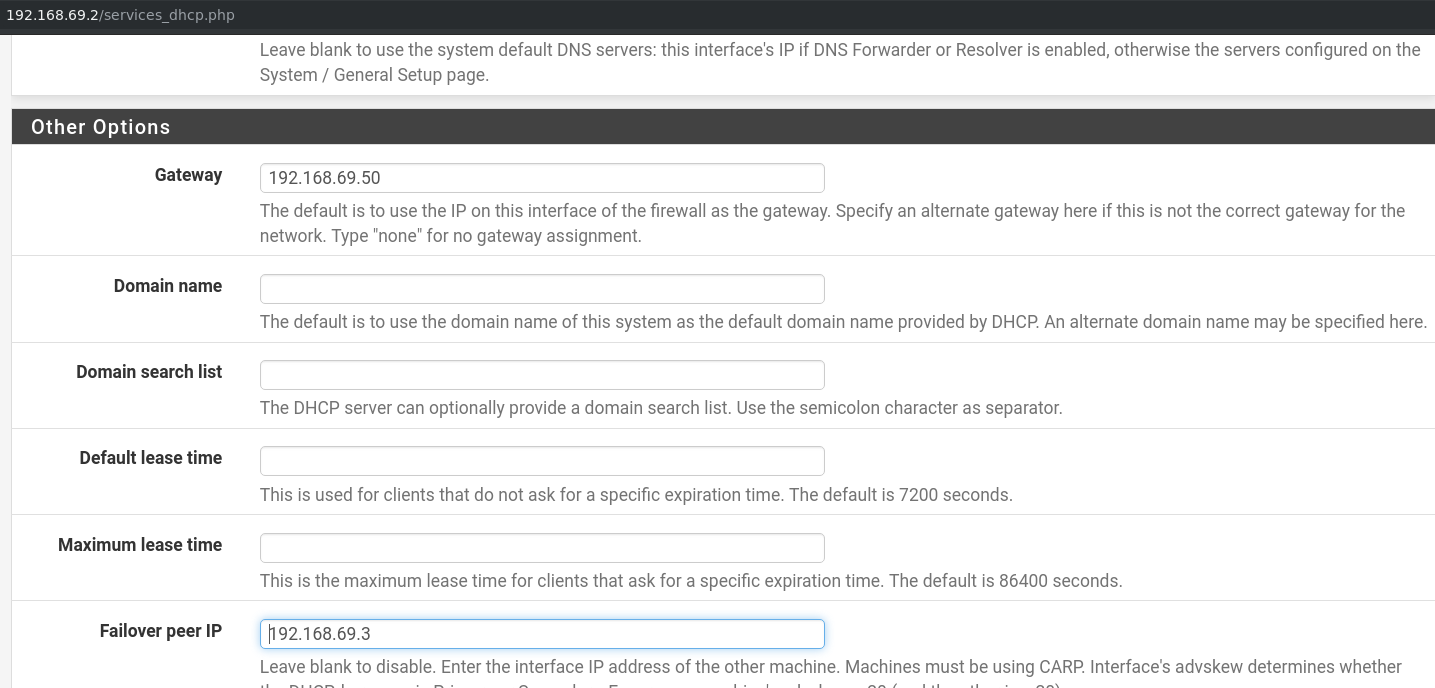 192.168.69.2/services_dhcp.php
Leave blank to use the system default DNS servers: this interface's IP if DNS Forwarder or Resolver is enabled, otherwise the servers configured on the
System / General Setup page.
Other Options
Gateway
192.168.69.50
The default is to use the IP on this interface of the firewall as the gateway. Specify an alternate gateway here if this is not the correct gateway for the
network. Type "none" for no gateway assignment.
Domain name
The default is to use the domain name of this system as the default domain name provided by DHCP. An alternate domain name may be specified here.
Domain search list
The DHCP server can optionally provide a domain search list. Use the semicolon character as separator.
Default lease time
This is used for clients that do not ask for a specific expiration time. The default is 7200 seconds.
Maximum lease time
This is the maximum lease time for clients that ask for a specific expiration time. The default is 86400 seconds.
Failover peer IP
192.168.69.3
Leave blank to disable. Enter the interface IP address of the other machine. Machines must be using CARP. Interface's advskew determines whether